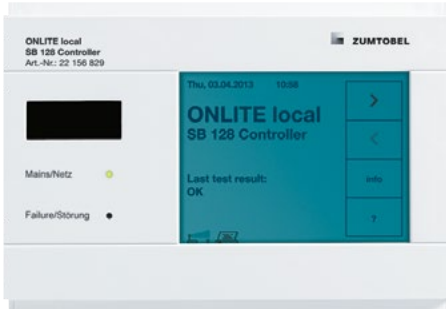 ONLITE local
SB 128 Controller
Art.-Nr.: 22 156 829
ZUMTOBEL
Thu, 03.04.2013 10:58
ONLITE local
SB 128 Controller
Last test result:
OK
>
<
info
?
Mains/Netz
Failure/Störung